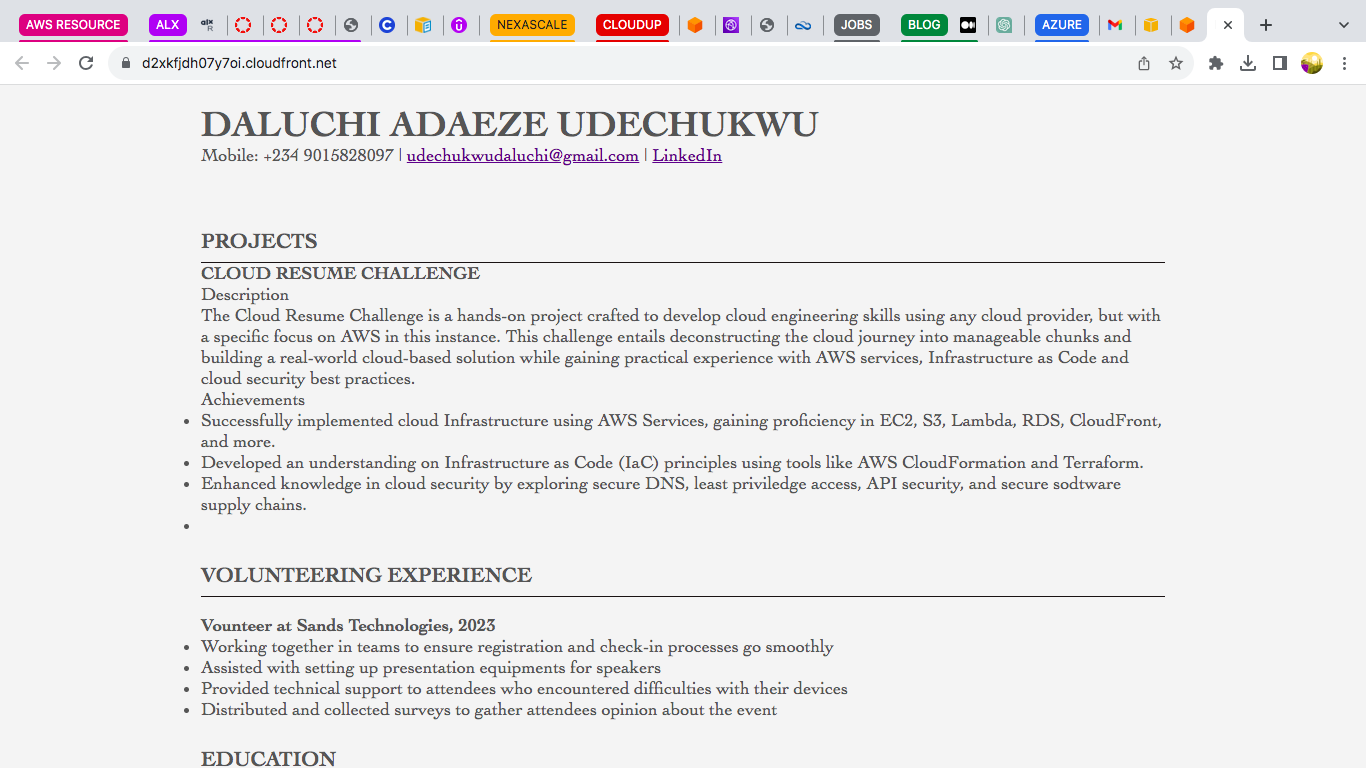 AWS RESOURCE ALX alx R NEXASCALE CLOUDUP JOBS BLOG AZURE
d2xkfjdh07y7oi.cloudfront.net
DALUCHI ADAEZE UDECHUKWU
Mobile: +234 9015828097 | udechukwudaluchi@gmail.com | LinkedIn
PROJECTS
CLOUD RESUME CHALLENGE
Description
The Cloud Resume Challenge is a hands-on project crafted to develop cloud engineering skills using any cloud provider, but with
a specific focus on AWS in this instance. This challenge entails deconstructing the cloud journey into manageable chunks and
building a real-world cloud-based solution while gaining practical experience with AWS services, Infrastructure as Code and
cloud security best practices.
Achievements
• Successfully implemented cloud Infrastructure using AWS Services, gaining proficiency in EC2, S3, Lambda, RDS, CloudFront,
and more.
• Developed an understanding on Infrastructure as Code (IaC) principles using tools like AWS CloudFormation and Terraform.
• Enhanced knowledge in cloud security by exploring secure DNS, least priviledge access, API security, and secure sodtware
supply chains.
•
VOLUNTEERING EXPERIENCE
Vounteer at Sands Technologies, 2023
• Working together in teams to ensure registration and check-in processes go smoothly
• Assisted with setting up presentation equipments for speakers
• Provided technical support to attendees who encountered difficulties with their devices
• Distributed and collected surveys to gather attendees opinion about the event
EDUCATION